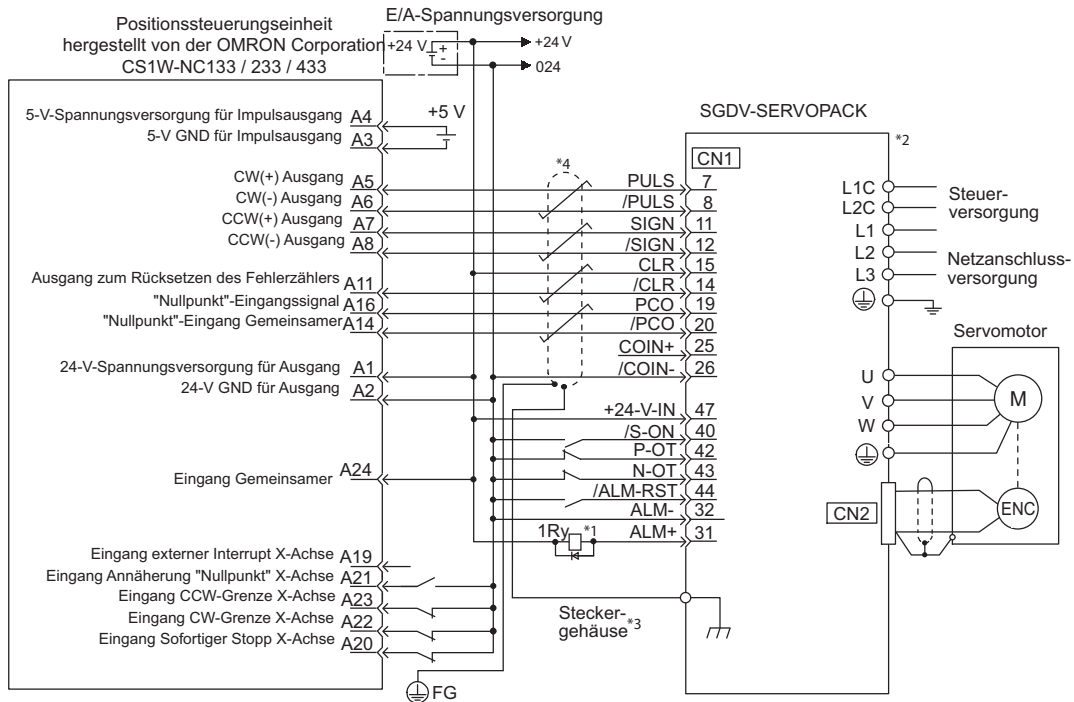 E/A-Spannungsversorgung
Positionssteuerungseinheit
hergestellt von der OMRON Corporation
CS1W-NC133 / 233 / 433
+24 V
+
-
+24 V
024
5-V-Spannungsversorgung für Impulsausgang A4
+5 V
5-V GND für Impulsausgang A3
CW(+) Ausgang A5
CW(-) Ausgang A6
CCW(+) Ausgang A7
CCW(-) Ausgang A8
Ausgang zum Rücksetzen des Fehlerzählers A11
"Nullpunkt"-Eingangssignal A16
"Nullpunkt"-Eingang Gemeinsamer A14
24-V-Spannungsversorgung für Ausgang A1
24-V GND für Ausgang A2
Eingang Gemeinsamer A24
Eingang externer Interrupt X-Achse A19
Eingang Annäherung "Nullpunkt" X-Achse A21
Eingang CCW-Grenze X-Achse A23
Eingang CW-Grenze X-Achse A22
Eingang Sofortiger Stopp X-Achse A20
FG
*4
SGDV-SERVOPACK
*2
CN1
PULS 7
/PULS 8
SIGN 11
/SIGN 12
CLR 15
/CLR 14
PCO 19
/PCO 20
COIN+ 25
/COIN- 26
+24-V-IN 47
/S-ON 40
P-OT 42
N-OT 43
/ALM-RST 44
ALM- 32
1Ry *1 ALM+ 31
Stecker-
gehäuse*3
L1C
L2C
Steuer-
versorgung
L1
L2
L3
Netzanschluss-
versorgung
Servomotor
U
V
W
M
CN2
ENC